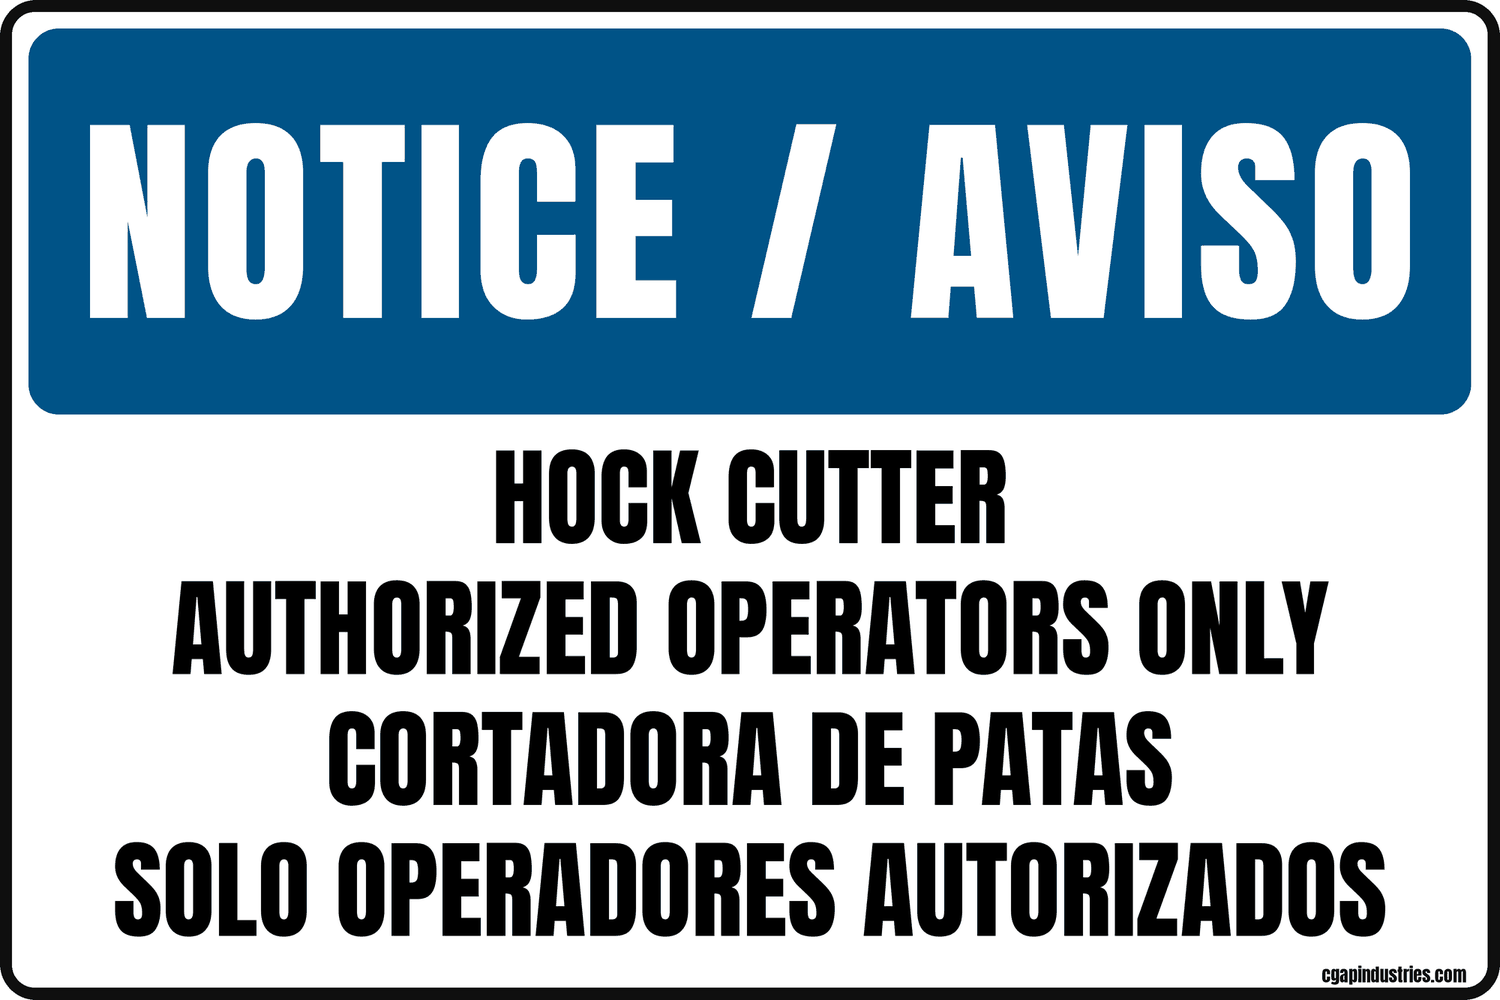 NOTICE / AVISO
HOCK CUTTER
AUTHORIZED OPERATORS ONLY
CORTADORA DE PATAS
SOLO OPERADORES AUTORIZADOS
cgapindustries.com